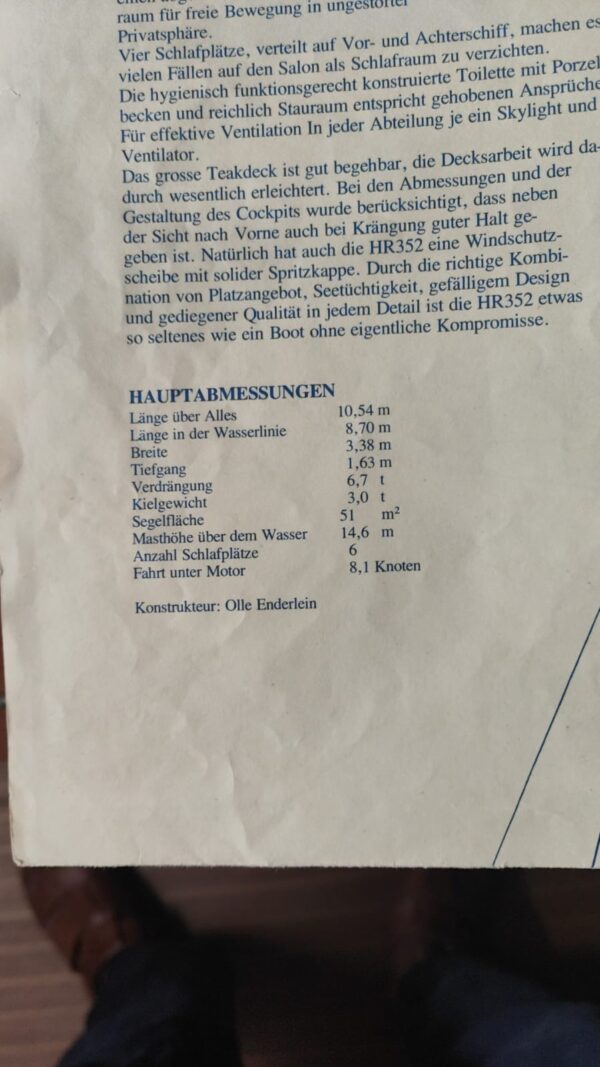 raum für freie Bewegung in ungestörter
Privatsphäre.
Vier Schlafplätze, verteilt auf Vor- und Achterschiff, machen es
vielen Fällen auf den Salon als Schlafraum zu verzichten.
Die hygienisch funktionsgerecht konstruierte Toilette mit Porzel
becken und reichlich Stauraum entspricht gehobenen Ansprüche
Für effektive Ventilation In jeder Abteilung je ein Skylight und
Ventilator.
Das grosse Teakdeck ist gut begehbar, die Decksarbeit wird da-
durch wesentlich erleichtert. Bei den Abmessungen und der
Gestaltung des Cockpits wurde berücksichtigt, dass neben
der Sicht nach Vorne auch bei Krängung guter Halt ge-
geben ist. Natürlich hat auch die HR352 eine Windschutz-
scheibe mit solider Spritzkappe. Durch die richtige Kombi-
nation von Platzangebot, Seetüchtigkeit, gefälligem Design
und gediegener Qualität in jedem Detail ist die HR352 etwas
so seltenes wie ein Boot ohne eigentliche Kompromisse.
HAUPTABMESSUNGEN
Länge über Alles 10,54 m
Länge in der Wasserlinie 8,70 m
Breite 3,38 m
Tiefgang 1,63 m
Verdrängung 6,7 t
Kielgewicht 3,0 t
Segelfläche 51 m²
Masthöhe über dem Wasser 14,6 m
Anzahl Schlafplätze 6
Fahrt unter Motor 8,1 Knoten
Konstrukteur: Olle Enderlein